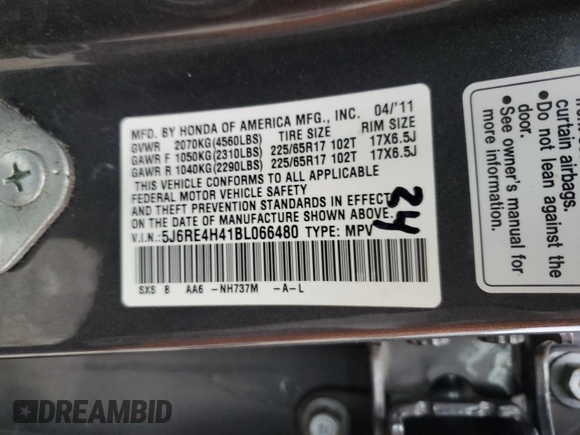 MFD. BY HONDA OF AMERICA MFG., INC. 04/'11
GVWR 2070KG(4560LBS) TIRE SIZE RIM SIZE
GAWR F 1050KG(2310LBS) 225/65R17 102T 17X6.5J
GAWR R 1040KG(2290LBS) 225/65R17 102T 17X6.5J
THIS VEHICLE CONFORMS TO ALL APPLICABLE
FEDERAL MOTOR VEHICLE SAFETY
AND THEFT PREVENTION STANDARDS IN EFFECT
ON THE DATE OF MANUFACTURE SHOWN ABOVE.
V.I.N.: 5J6RE4H41BL066480 TYPE: MPV
SXS B AA6 -NH737M -A-L
24
curtain airbags.
• Do not lean against the
door.
• See owner's manual for
more information.
DREAMBID